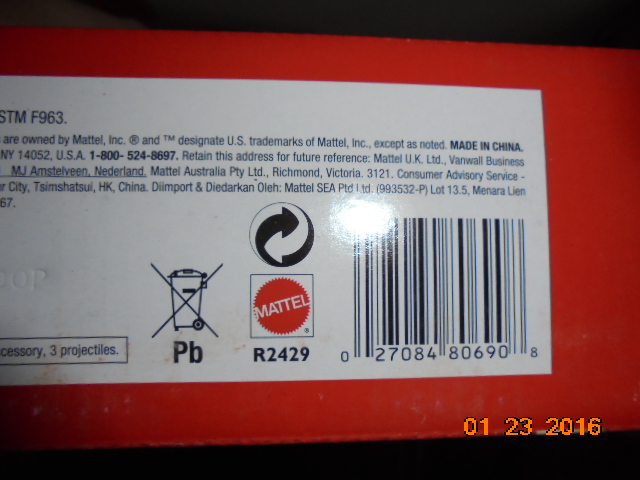 STM F963.
s are owned by Mattel, Inc. ® and ™ designate U.S. trademarks of Mattel, Inc., except as noted. MADE IN CHINA.
NY 14052, U.S.A. 1-800- 524-8697. Retain this address for future reference: Mattel U.K. Ltd., Vanwall Business
MJ Amstelveen, Nederland. Mattel Australia Pty Ltd., Richmond, Victoria. 3121. Consumer Advisory Service -
ur City, Tsimshatsui, HK, China. Diimport & Diedarkan Oleh: Mattel SEA Ptd Ltd. (993532-P) Lot 13.5, Menara Lien
67.
OOP
MATTEL
®
Pb
R2429
ccessory, 3 projectiles.
0 27084 80690 8
01 23 2016